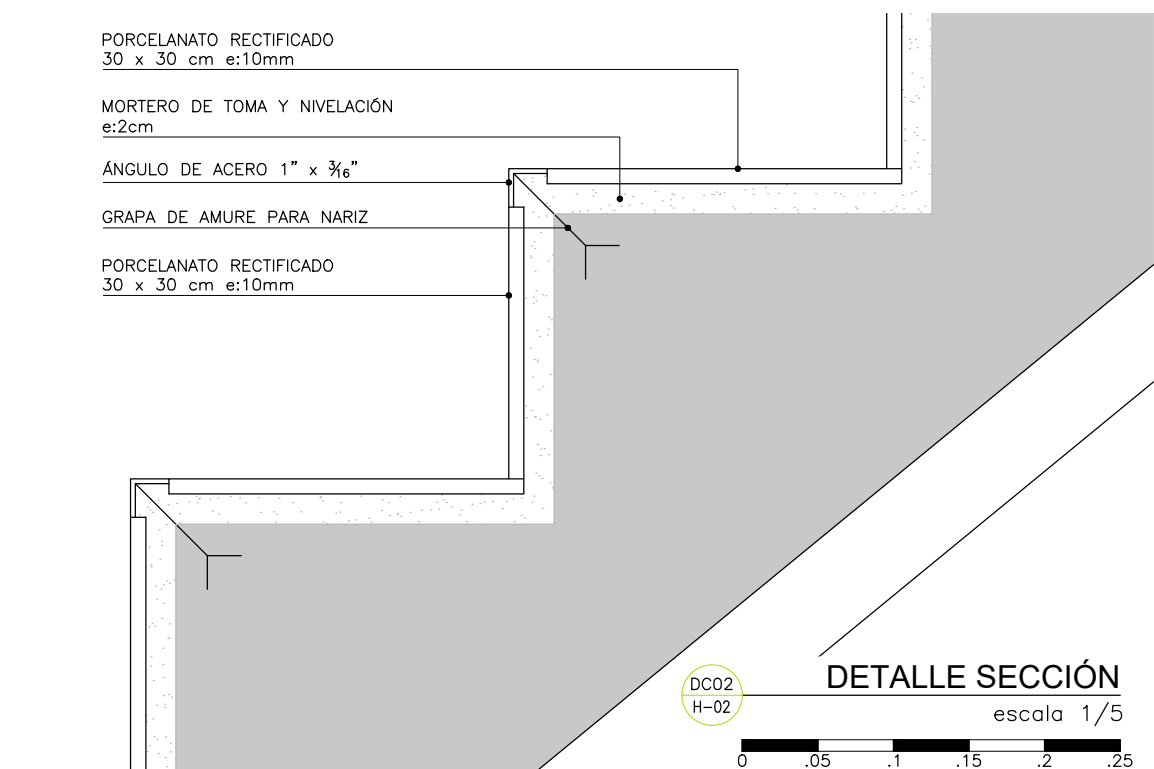 PORCELANATO RECTIFICADO
30 x 30 cm e:10mm
MORTERO DE TOMA Y NIVELACIÓN
e:2cm
ÁNGULO DE ACERO 1” x 3⁄16”
GRAPA DE AMURE PARA NARIZ
PORCELANATO RECTIFICADO
30 x 30 cm e:10mm
DC02
H-02
DETALLE SECCIÓN
escala 1/5
0 .05 .1 .15 .2 .25